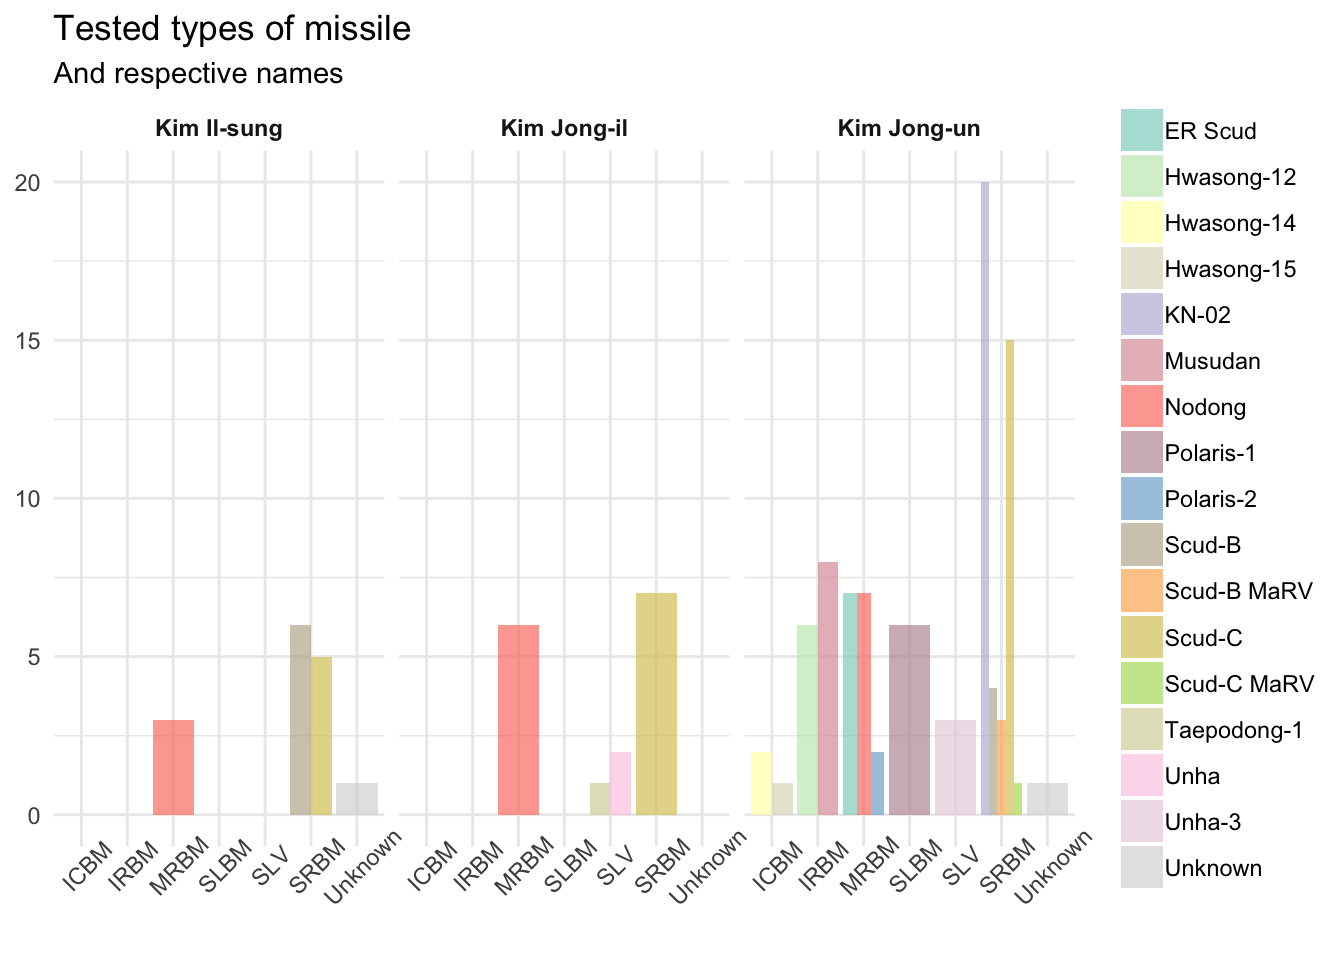 Tested types of missile
And respective names
Kim Il-sung
Kim Jong-il
Kim Jong-un
20
15
10
5
0
ICBM
IRBM
MRBM
SLBM
SLV
SRBM
Unknown
ICBM
IRBM
MRBM
SLBM
SLV
SRBM
Unknown
ICBM
IRBM
MRBM
SLBM
SLV
SRBM
Unknown
ER Scud
Hwasong-12
Hwasong-14
Hwasong-15
KN-02
Musudan
Nodong
Polaris-1
Polaris-2
Scud-B
Scud-B MaRV
Scud-C
Scud-C MaRV
Taepodong-1
Unha
Unha-3
Unknown